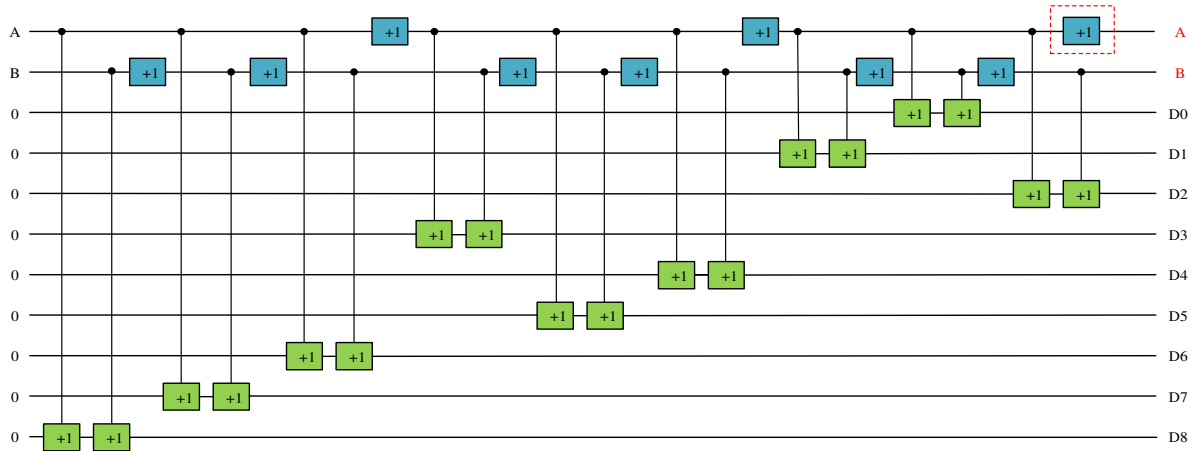 A +1 +1 +1 A
B +1 +1 +1 +1 +1 +1 B
0 +1 +1 D0
0 +1 +1 D1
0 +1 +1 D2
0 +1 +1 D3
0 +1 +1 D4
0 +1 +1 D5
0 +1 +1 D6
0 +1 +1 D7
0 +1 +1 D8